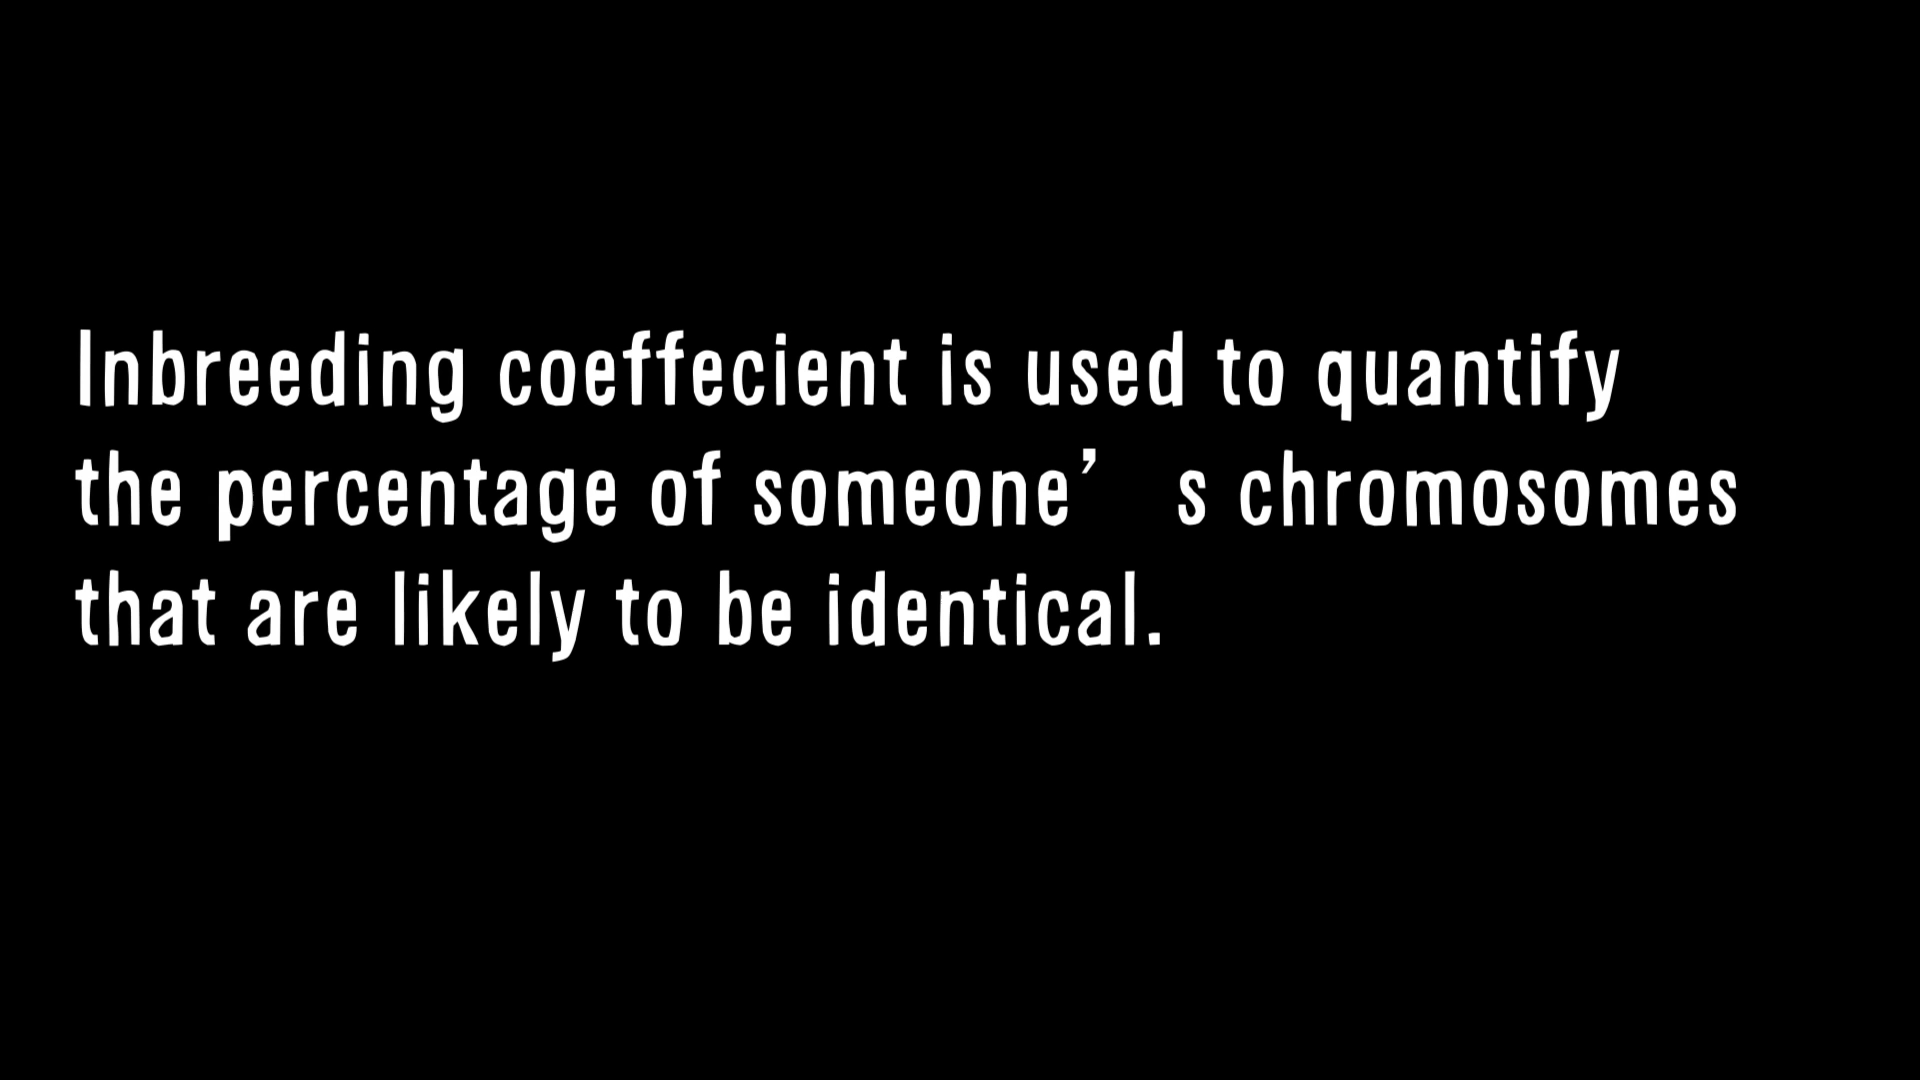 Inbreeding coeffecient is used to quantify
the percentage of someone’s chromosomes
that are likely to be identical.